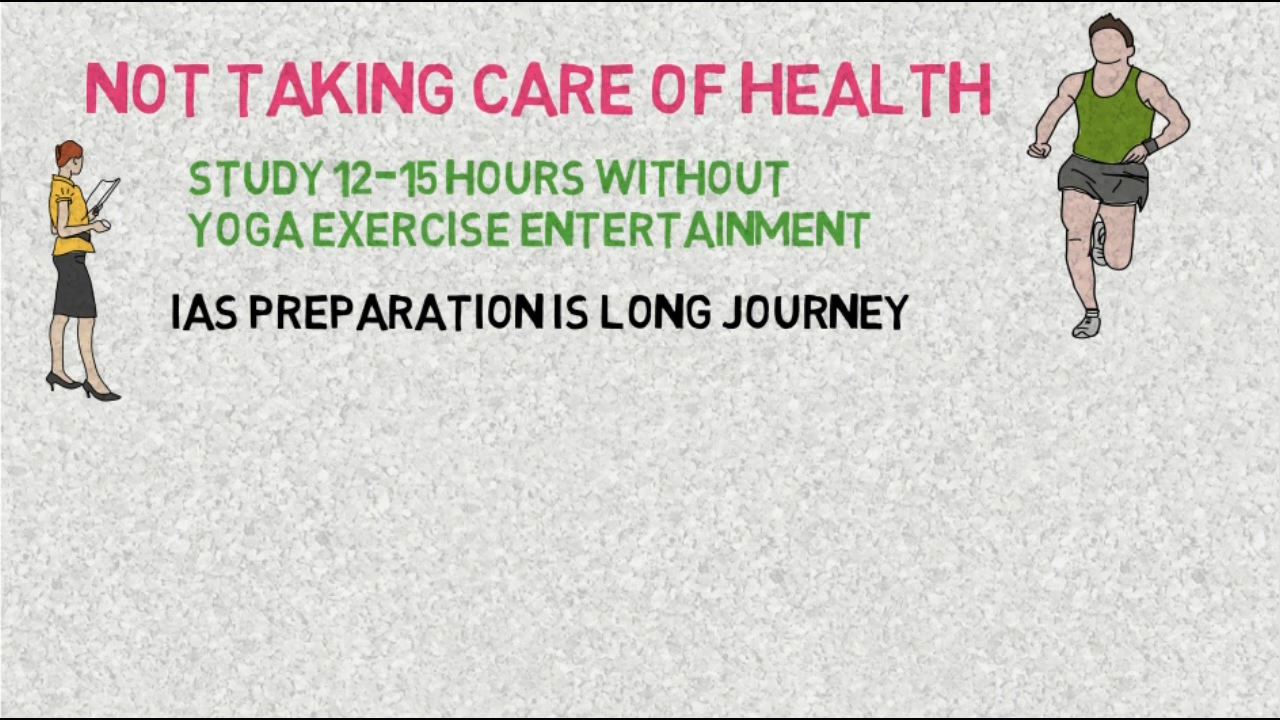 NOT TAKING CARE OF HEALTH
STUDY 12-15 HOURS WITHOUT
YOGA EXERCISE ENTERTAINMENT
IAS PREPARATION IS LONG JOURNEY